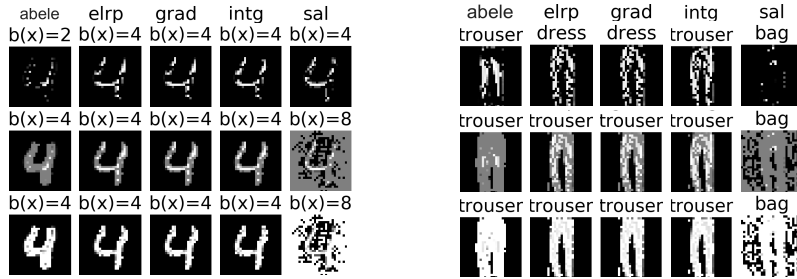 abele elrp grad intg sal
b(x)=2 b(x)=4 b(x)=4 b(x)=4 b(x)=4
b(x)=4 b(x)=4 b(x)=4 b(x)=4 b(x)=8
b(x)=4 b(x)=4 b(x)=4 b(x)=4 b(x)=8
abele elrp grad intg sal
trouser dress dress trouser bag
trouser trouser trouser trouser bag
trouser trouser trouser trouser bag